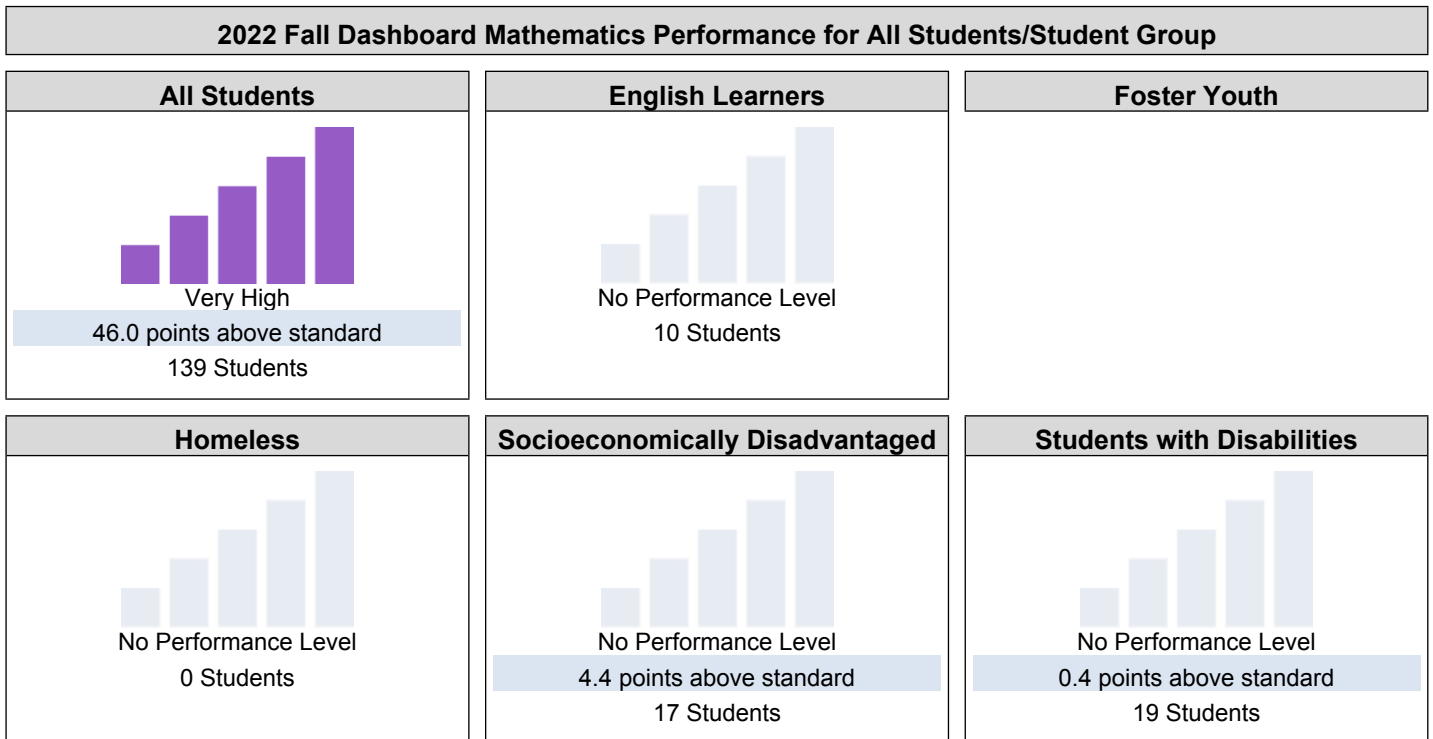 2022 Fall Dashboard Mathematics Performance for All Students/Student Group
All Students
Very High
46.0 points above standard
139 Students
English Learners
No Performance Level
10 Students
Foster Youth
Homeless
No Performance Level
0 Students
Socioeconomically Disadvantaged
No Performance Level
4.4 points above standard
17 Students
Students with Disabilities
No Performance Level
0.4 points above standard
19 Students